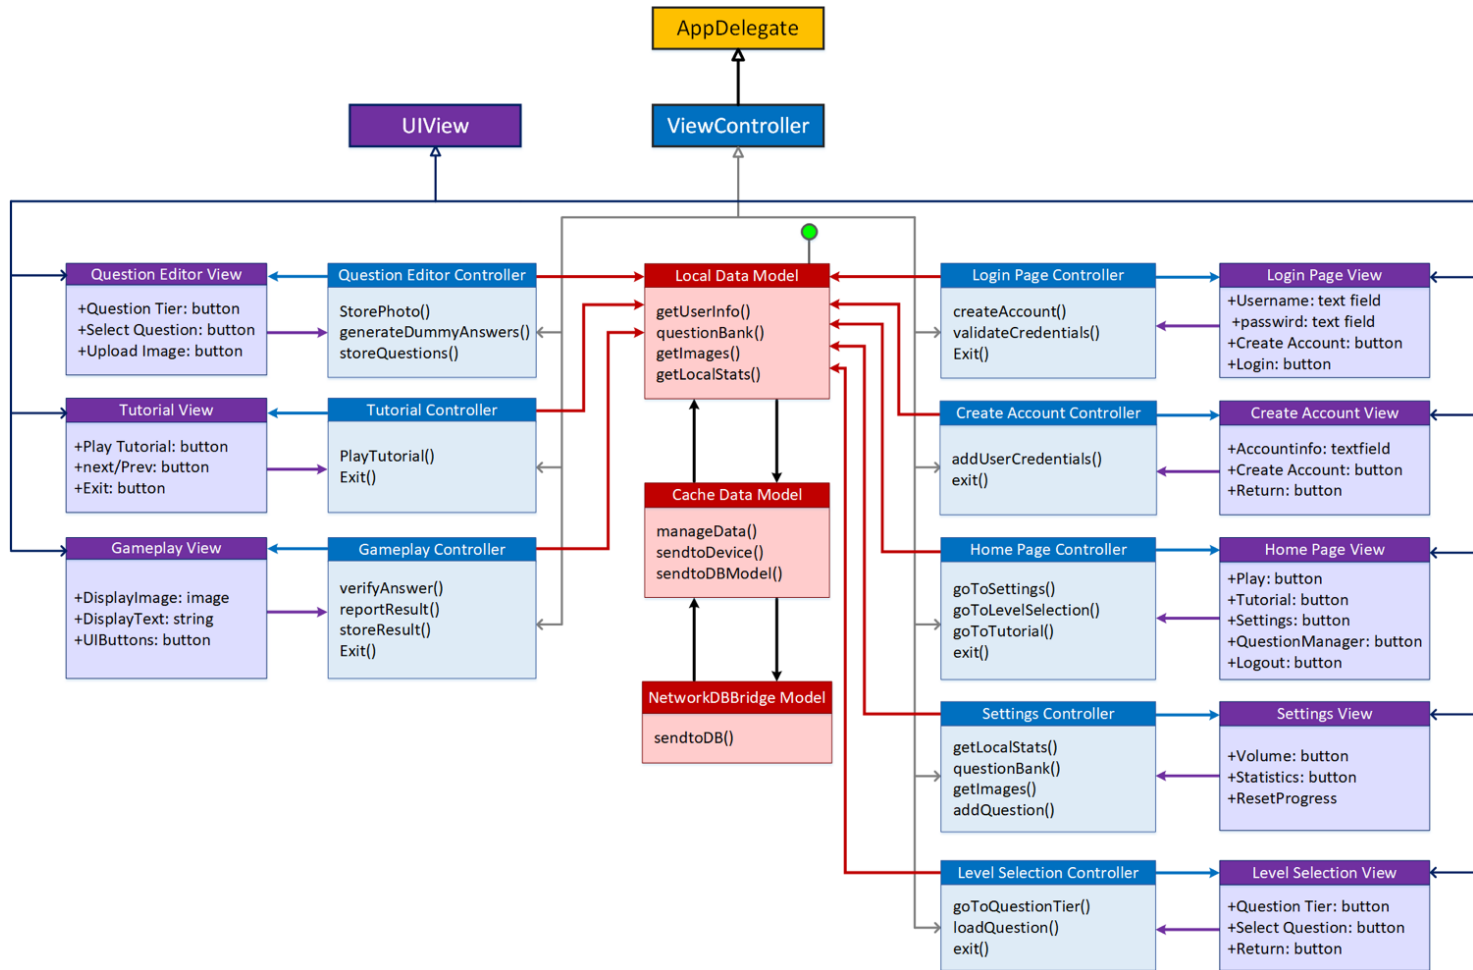 AppDelegate
UIView
ViewController
Question Editor View
+Question Tier: button
+Select Question: button
+Upload Image: button
Question Editor Controller
StorePhoto()
generateDummyAnswers()
storeQuestions()
Local Data Model
getUserInfo()
questionBank()
getImages()
getLocalStats()
Login Page Controller
createAccount()
validateCredentials()
Exit()
Login Page View
+Username: text field
+passwird: text field
+Create Account: button
+Login: button
Tutorial View
+Play Tutorial: button
+next/Prev: button
+Exit: button
Tutorial Controller
PlayTutorial()
Exit()
Create Account Controller
addUserCredentials()
exit()
Create Account View
+Accountinfo: textfield
+Create Account: button
+Return: button
Cache Data Model
manageData()
sendtoDevice()
sendtoDBModel()
Gameplay View
+DisplayImage: image
+DisplayText: string
+UIButtons: button
Gameplay Controller
verifyAnswer()
reportResult()
storeResult()
Exit()
Home Page Controller
goToSettings()
goToLevelSelection()
goToTutorial()
exit()
Home Page View
+Play: button
+Tutorial: button
+Settings: button
+QuestionManager: button
+Logout: button
NetworkDBBridge Model
sendtoDB()
Settings Controller
getLocalStats()
questionBank()
getImages()
addQuestion()
Settings View
+Volume: button
+Statistics: button
+ResetProgress
Level Selection Controller
goToQuestionTier()
loadQuestion()
exit()
Level Selection View
+Question Tier: button
+Select Question: button
+Return: button